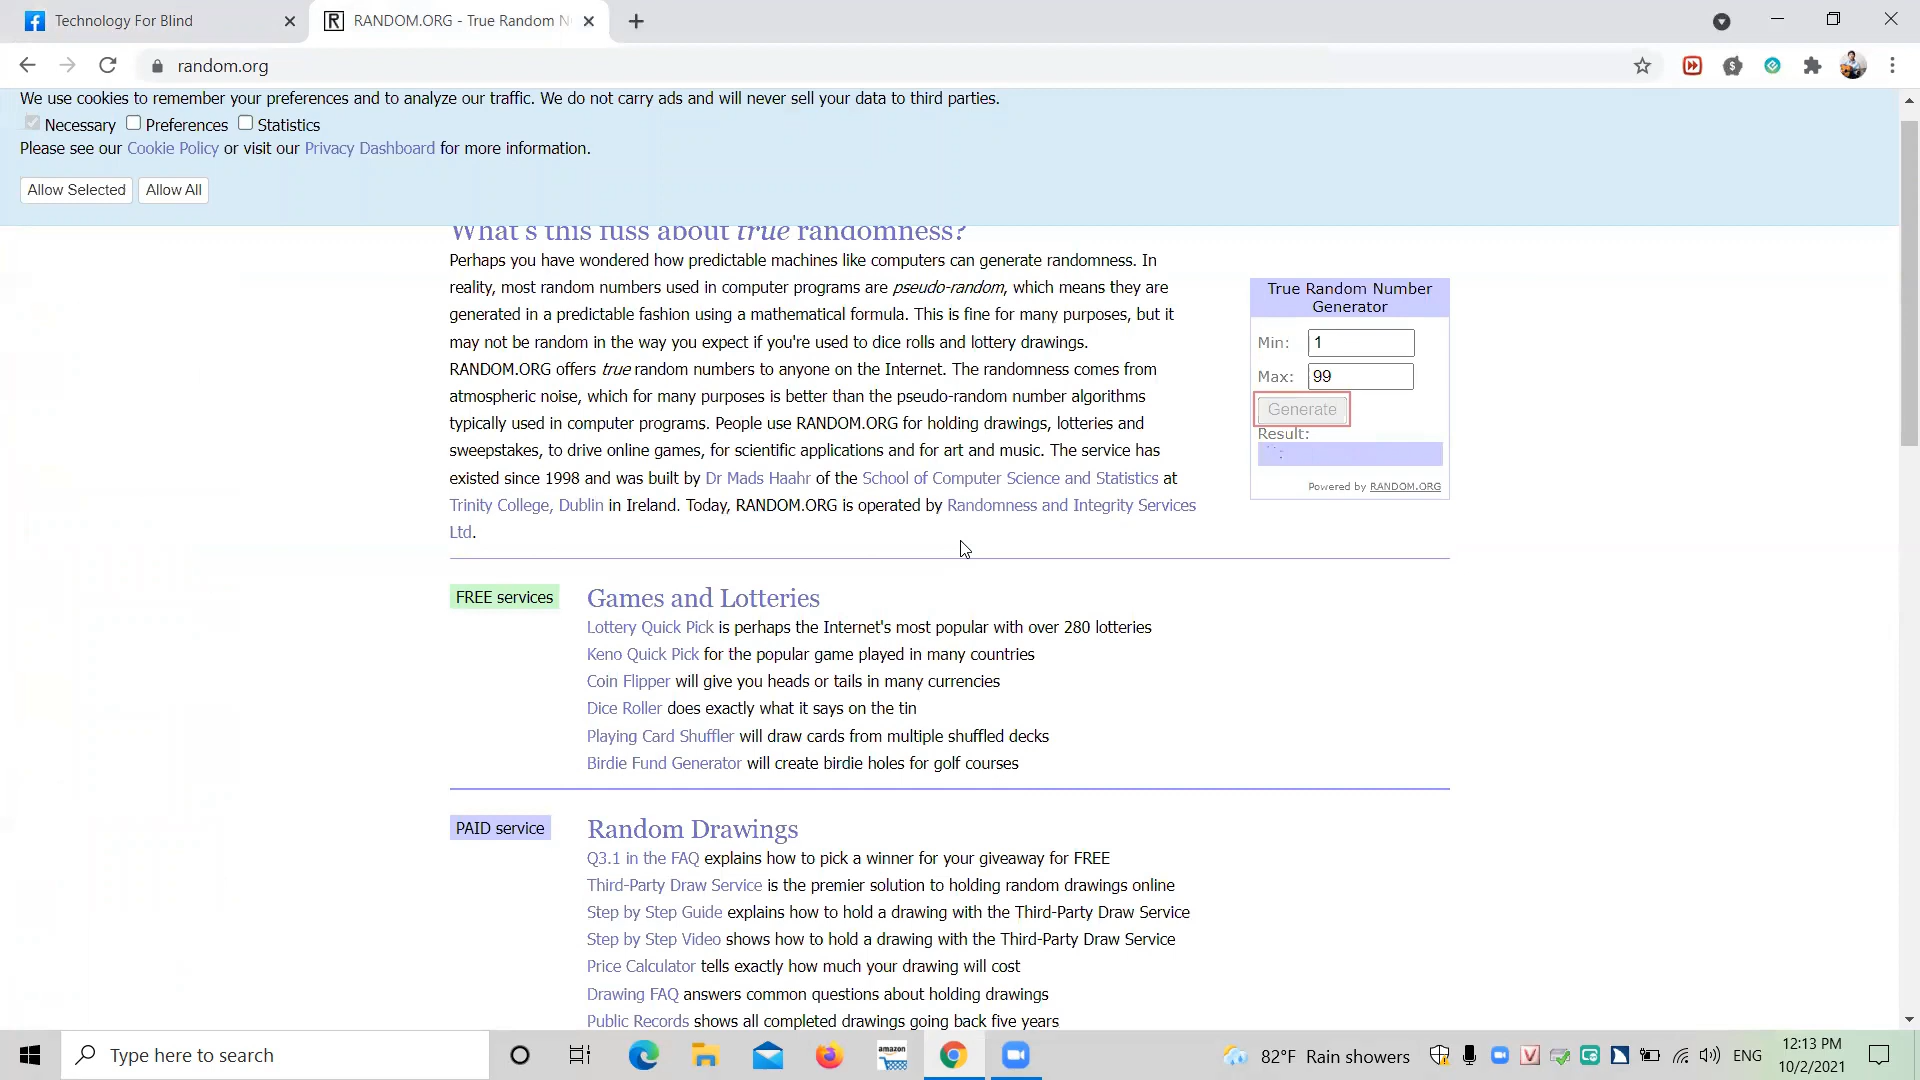 Technology For Blind
RANDOM.ORG - True Random N
random.org
We use cookies to remember your preferences and to analyze our traffic. We do not carry ads and will never sell your data to third parties.
Necessary Preferences Statistics
Please see our Cookie Policy or visit our Privacy Dashboard for more information.
Allow Selected Allow All
What's this fuss about true randomness?
Perhaps you have wondered how predictable machines like computers can generate randomness. In
reality, most random numbers used in computer programs are pseudo-random, which means they are
generated in a predictable fashion using a mathematical formula. This is fine for many purposes, but it
may not be random in the way you expect if you're used to dice rolls and lottery drawings.
RANDOM.ORG offers true random numbers to anyone on the Internet. The randomness comes from
atmospheric noise, which for many purposes is better than the pseudo-random number algorithms
typically used in computer programs. People use RANDOM.ORG for holding drawings, lotteries and
sweepstakes, to drive online games, for scientific applications and for art and music. The service has
existed since 1998 and was built by Dr Mads Haahr of the School of Computer Science and Statistics at
Trinity College, Dublin in Ireland. Today, RANDOM.ORG is operated by Randomness and Integrity Services
Ltd.
True Random Number
Generator
Min: 1
Max: 99
Generate
Result:
Powered by RANDOM.ORG
FREE services
Games and Lotteries
Lottery Quick Pick is perhaps the Internet's most popular with over 280 lotteries
Keno Quick Pick for the popular game played in many countries
Coin Flipper will give you heads or tails in many currencies
Dice Roller does exactly what it says on the tin
Playing Card Shuffler will draw cards from multiple shuffled decks
Birdie Fund Generator will create birdie holes for golf courses
PAID service
Random Drawings
Q3.1 in the FAQ explains how to pick a winner for your giveaway for FREE
Third-Party Draw Service is the premier solution to holding random drawings online
Step by Step Guide explains how to hold a drawing with the Third-Party Draw Service
Step by Step Video shows how to hold a drawing with the Third-Party Draw Service
Price Calculator tells exactly how much your drawing will cost
Drawing FAQ answers common questions about holding drawings
Public Records shows all completed drawings going back five years
Type here to search
amazon
82°F Rain showers
ENG
12:13 PM
10/2/2021